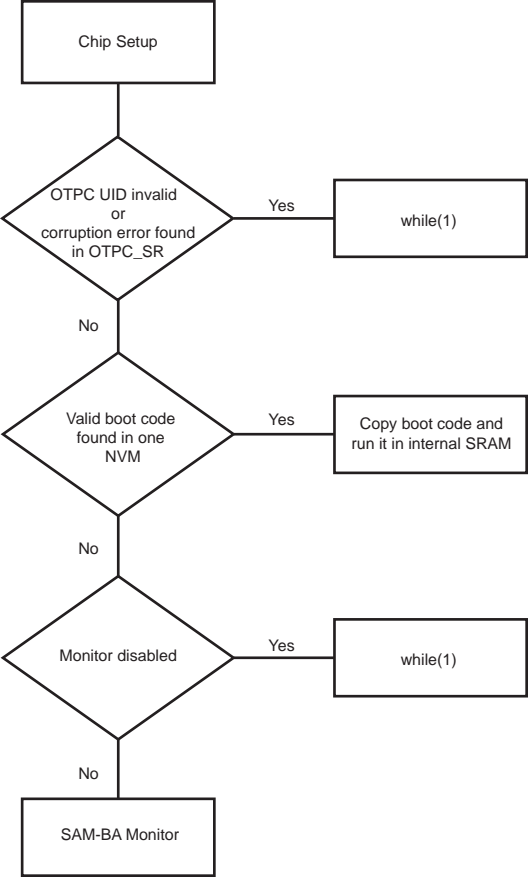 Chip Setup
OTPC UID invalid
or
corruption error found
in OTPC_SR
Yes
while(1)
No
Valid boot code
found in one
NVM
Yes
Copy boot code and
run it in internal SRAM
No
Monitor disabled
Yes
while(1)
No
SAM-BA Monitor